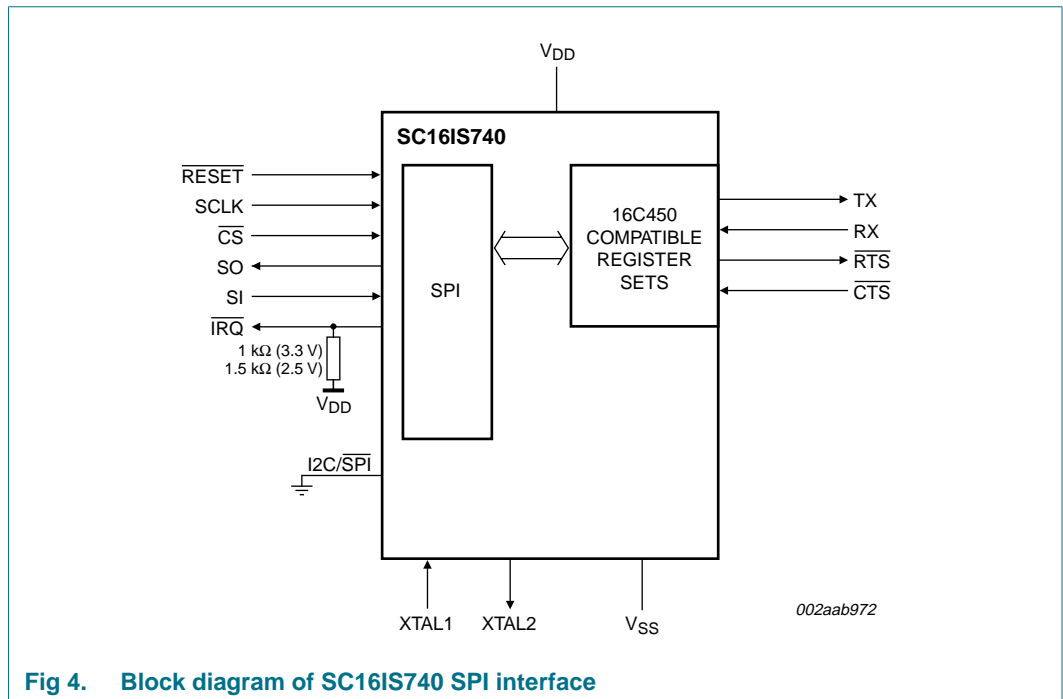 VDD
SC16IS740
RESET
SCLK
CS
SO
SI
IRQ
1 kΩ (3.3 V)
1.5 kΩ (2.5 V)
VDD
I2C/SPI
SPI
16C450
COMPATIBLE
REGISTER
SETS
TX
RX
RTS
CTS
XTAL1
XTAL2
VSS
002aab972
Fig 4. Block diagram of SC16IS740 SPI interface